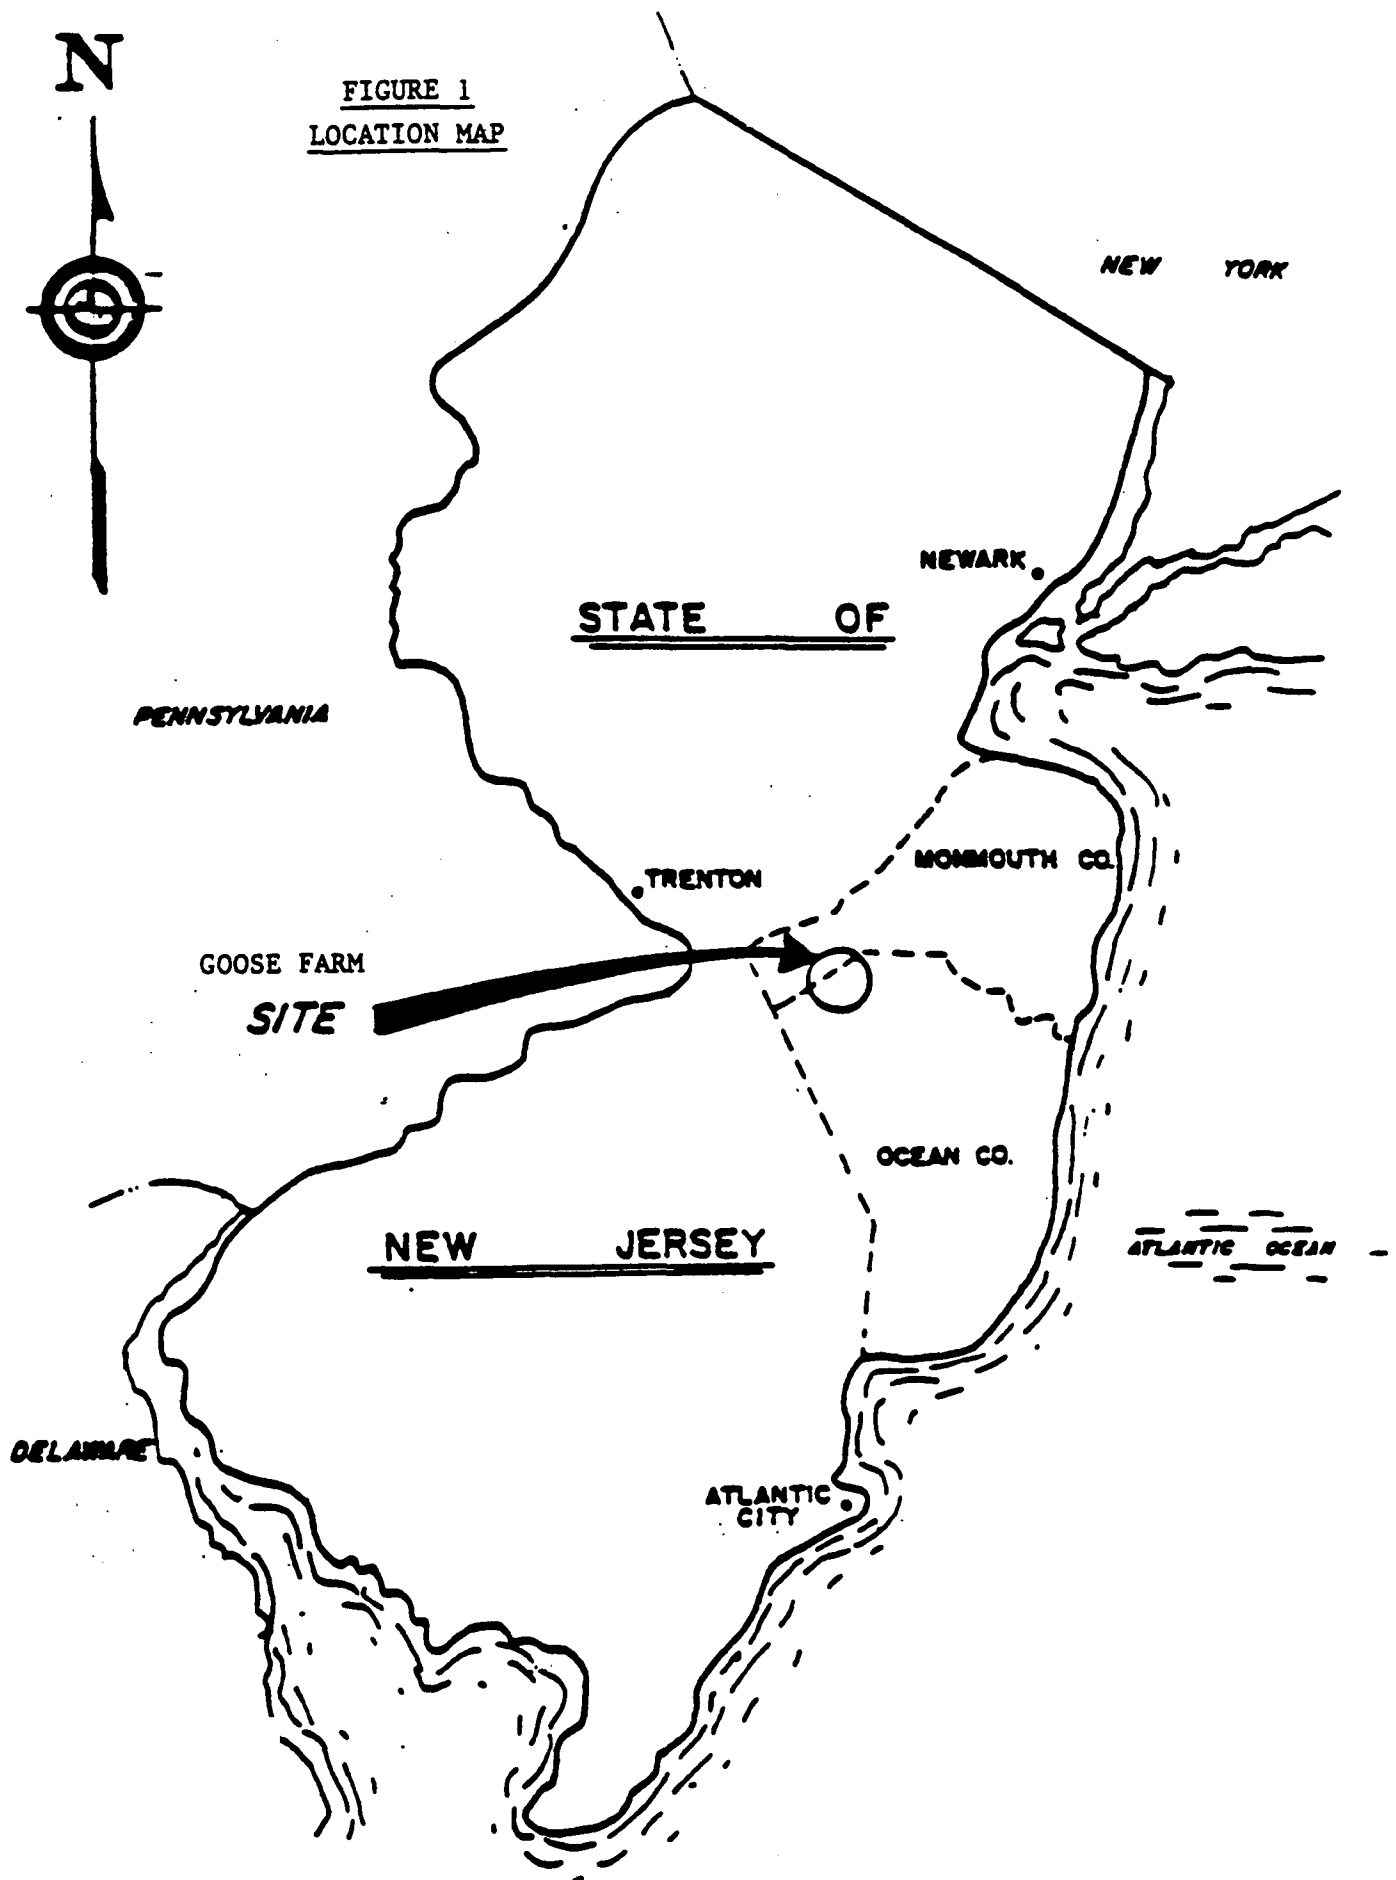 N
FIGURE 1
LOCATION MAP
NEW YORK
NEWARK
STATE OF
PENNSYLVANIA
MONMOUTH CO.
TRENTON
GOOSE FARM
SITE
OCEAN CO.
NEW JERSEY
ATLANTIC OCEAN
DELAWARE
ATLANTIC
CITY